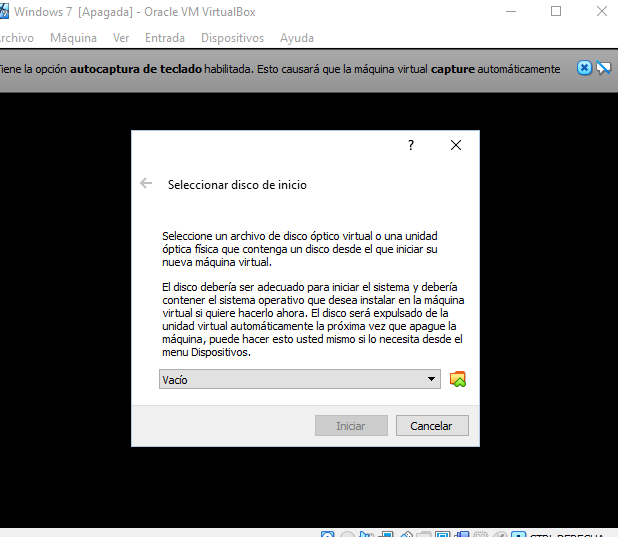 Windows 7 [Apagada] - Oracle VM VirtualBox
Archivo Máquina Ver Entrada Dispositivos Ayuda
Tiene la opción autocaptura de teclado habilitada. Esto causará que la máquina virtual capture automáticamente
?
Seleccionar disco de inicio
Seleccione un archivo de disco óptico virtual o una unidad
óptica física que contenga un disco desde el que iniciar su
nueva máquina virtual.
El disco debería ser adecuado para iniciar el sistema y debería
contener el sistema operativo que desea instalar en la máquina
virtual si quiere hacerlo ahora. El disco será expulsado de la
unidad virtual automáticamente la próxima vez que apague la
máquina, puede hacer esto usted mismo si lo necesita desde el
menu Dispositivos.
Vacío
Iniciar Cancelar
CTRL DERECHA